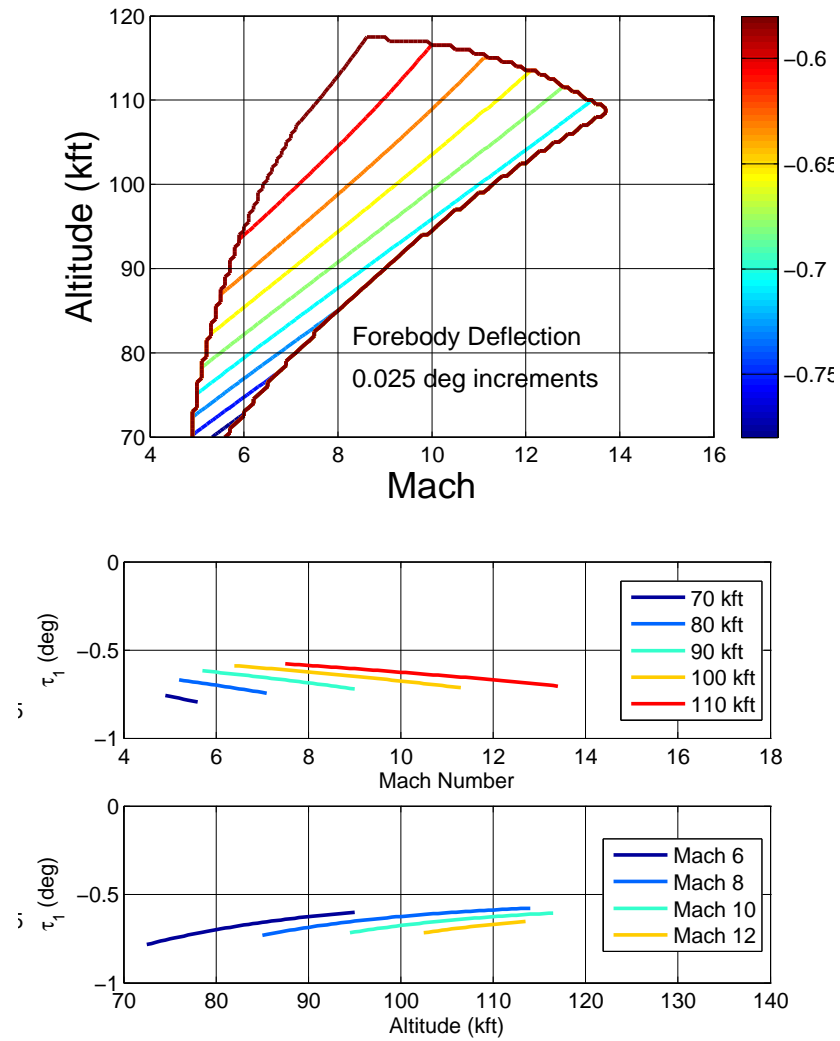 120
110
100
90
80
70
Altitude (kft)
4 6 8 10 12 14 16
Mach
Forebody Deflection
0.025 deg increments
−0.6
−0.65
−0.7
−0.75
0
−0.5
−1
τ1 (deg)
4 6 8 10 12 14 16 18
Mach Number
70 kft
80 kft
90 kft
100 kft
110 kft
0
−0.5
−1
τ1 (deg)
70 80 90 100 110 120 130 140
Altitude (kft)
Mach 6
Mach 8
Mach 10
Mach 12